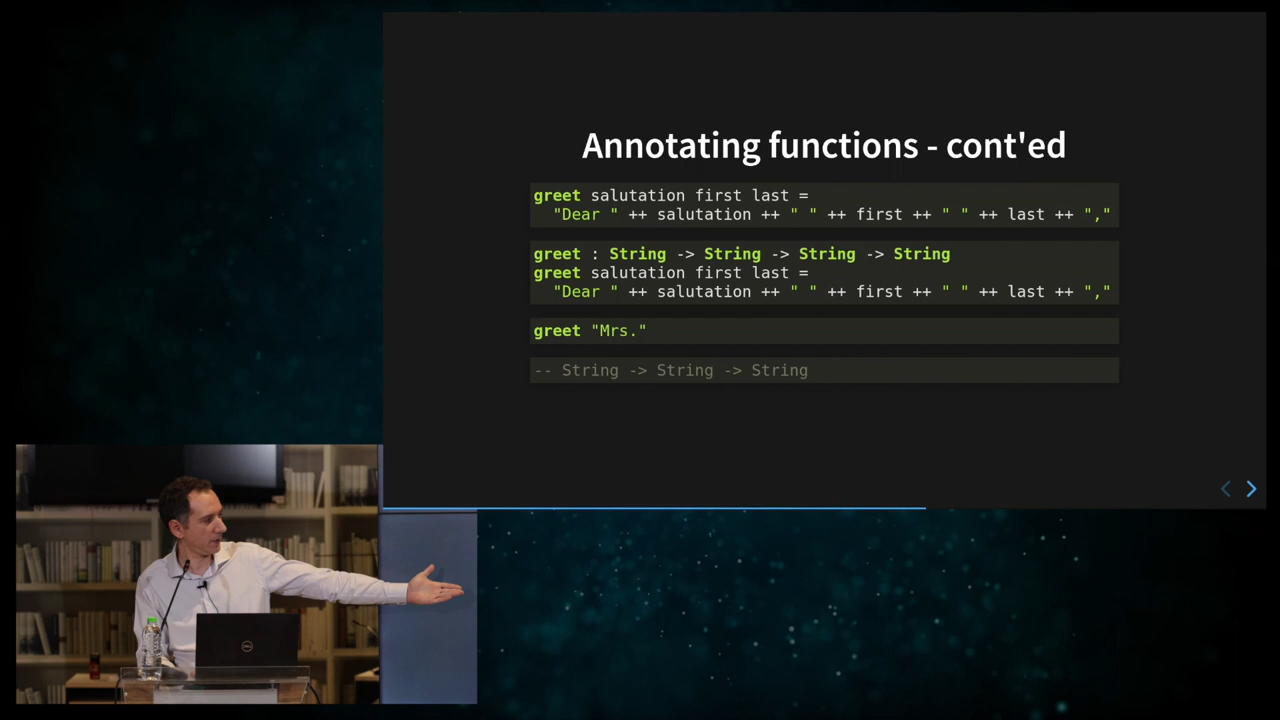 Annotating functions - cont'ed
greet salutation first last =
"Dear " ++ salutation ++ " " ++ first ++ " " ++ last ++ ","
greet : String -> String -> String -> String
greet salutation first last =
"Dear " ++ salutation ++ " " ++ first ++ " " ++ last ++ ","
greet "Mrs."
-- String -> String -> String
DELL